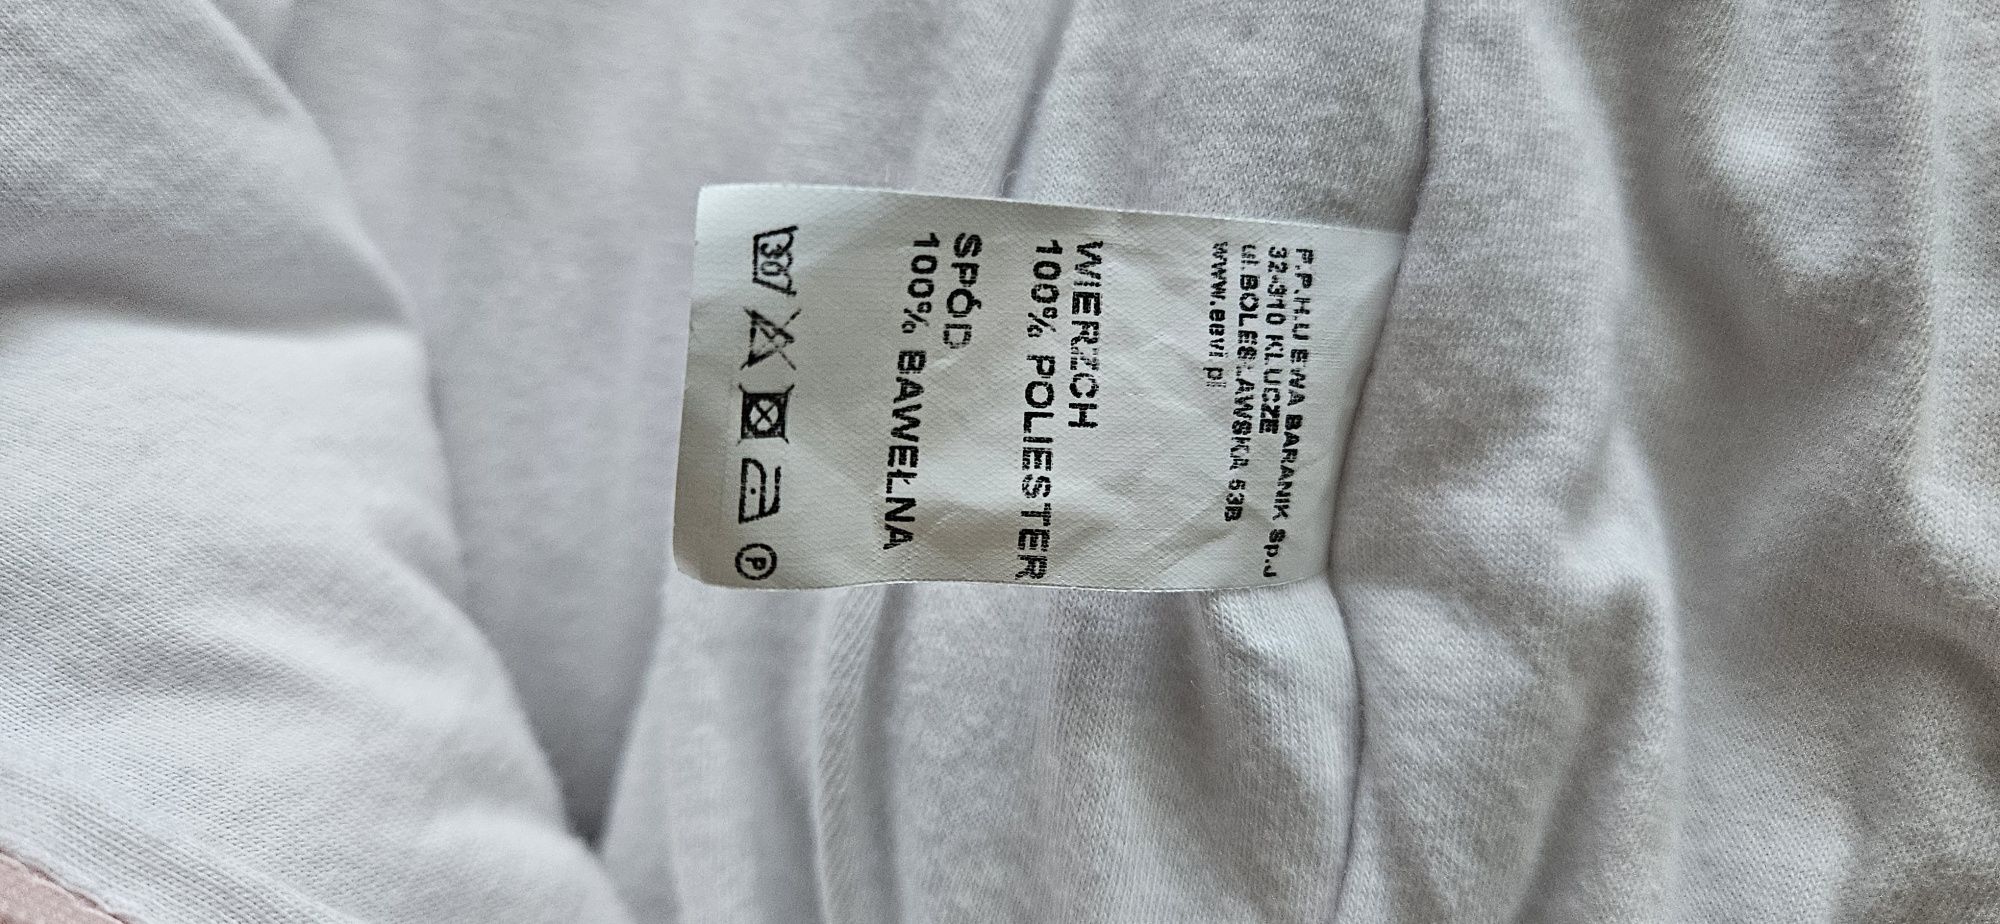 P.P.H.U EWA BARANIK Sp.J
32-310 KLUCZE
ul.BOLESŁAWSKA 53B
www.eevi.pl
WIERZCH
100% POLIESTER
SPÓD
100% BAWEŁNA
30
P